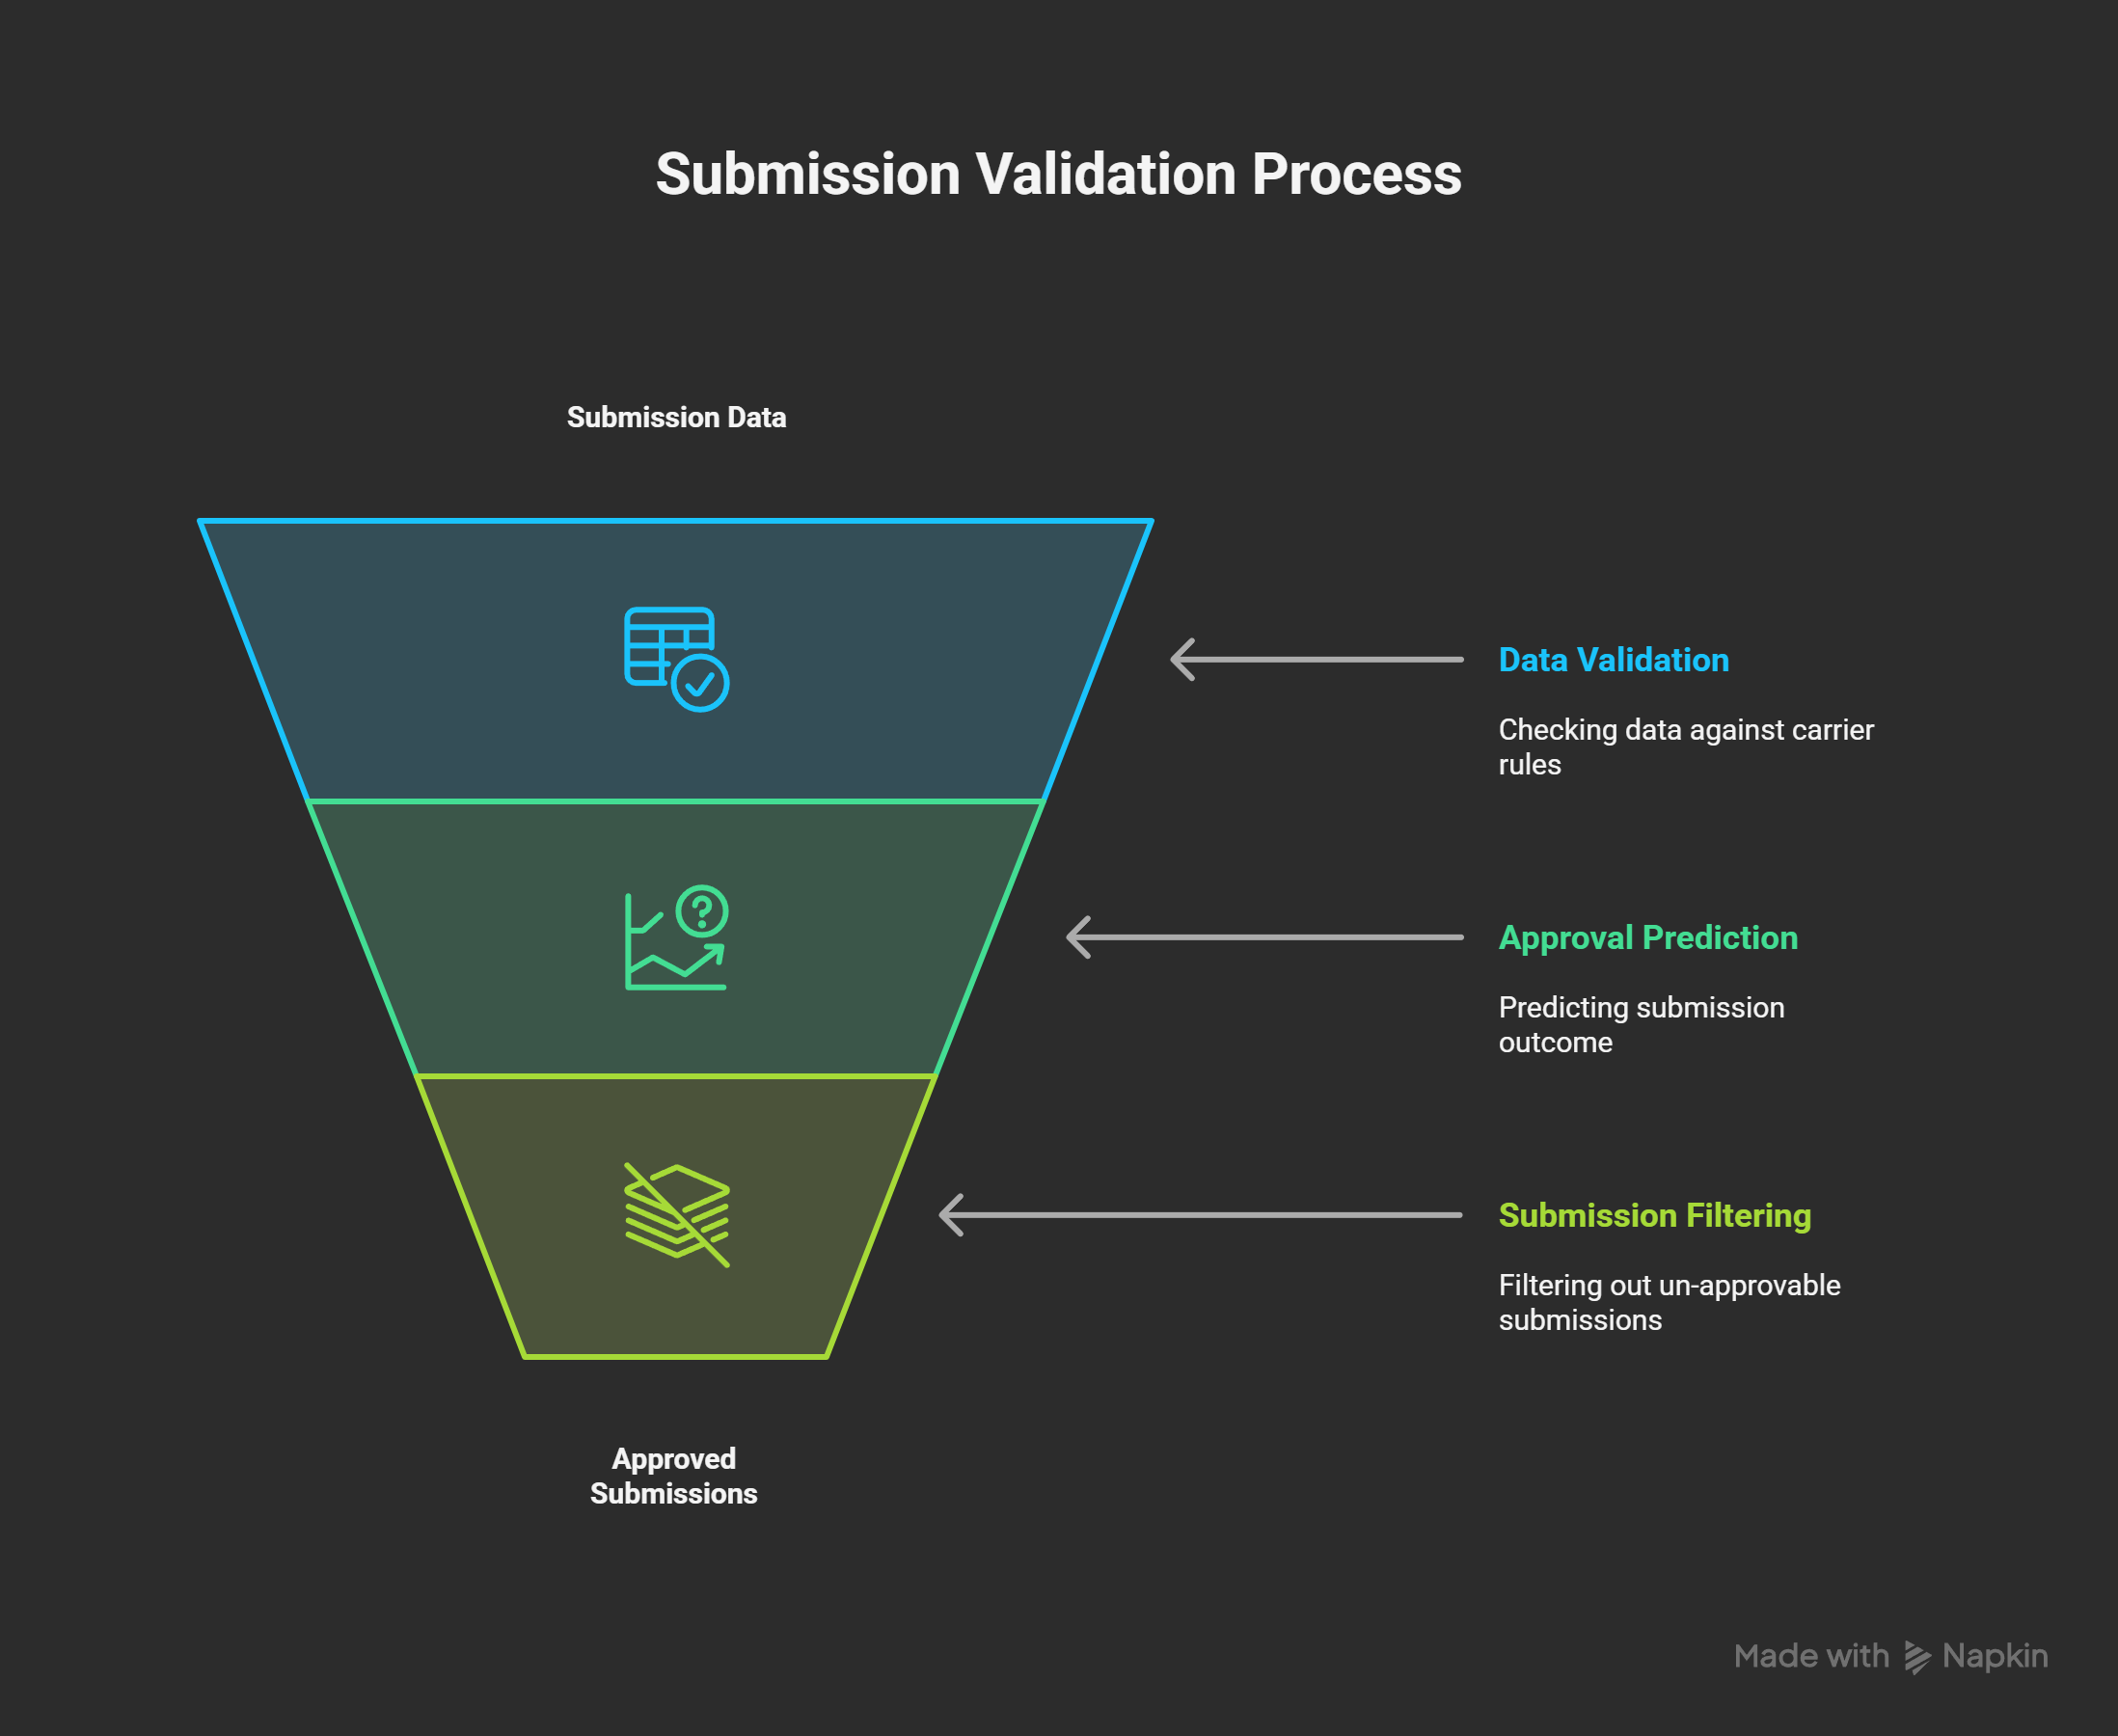 Submission Validation Process
Submission Data
Data Validation
Checking data against carrier
rules
Approval Prediction
Predicting submission
outcome
Submission Filtering
Filtering out un-approvable
submissions
Approved
Submissions
Made with Napkin